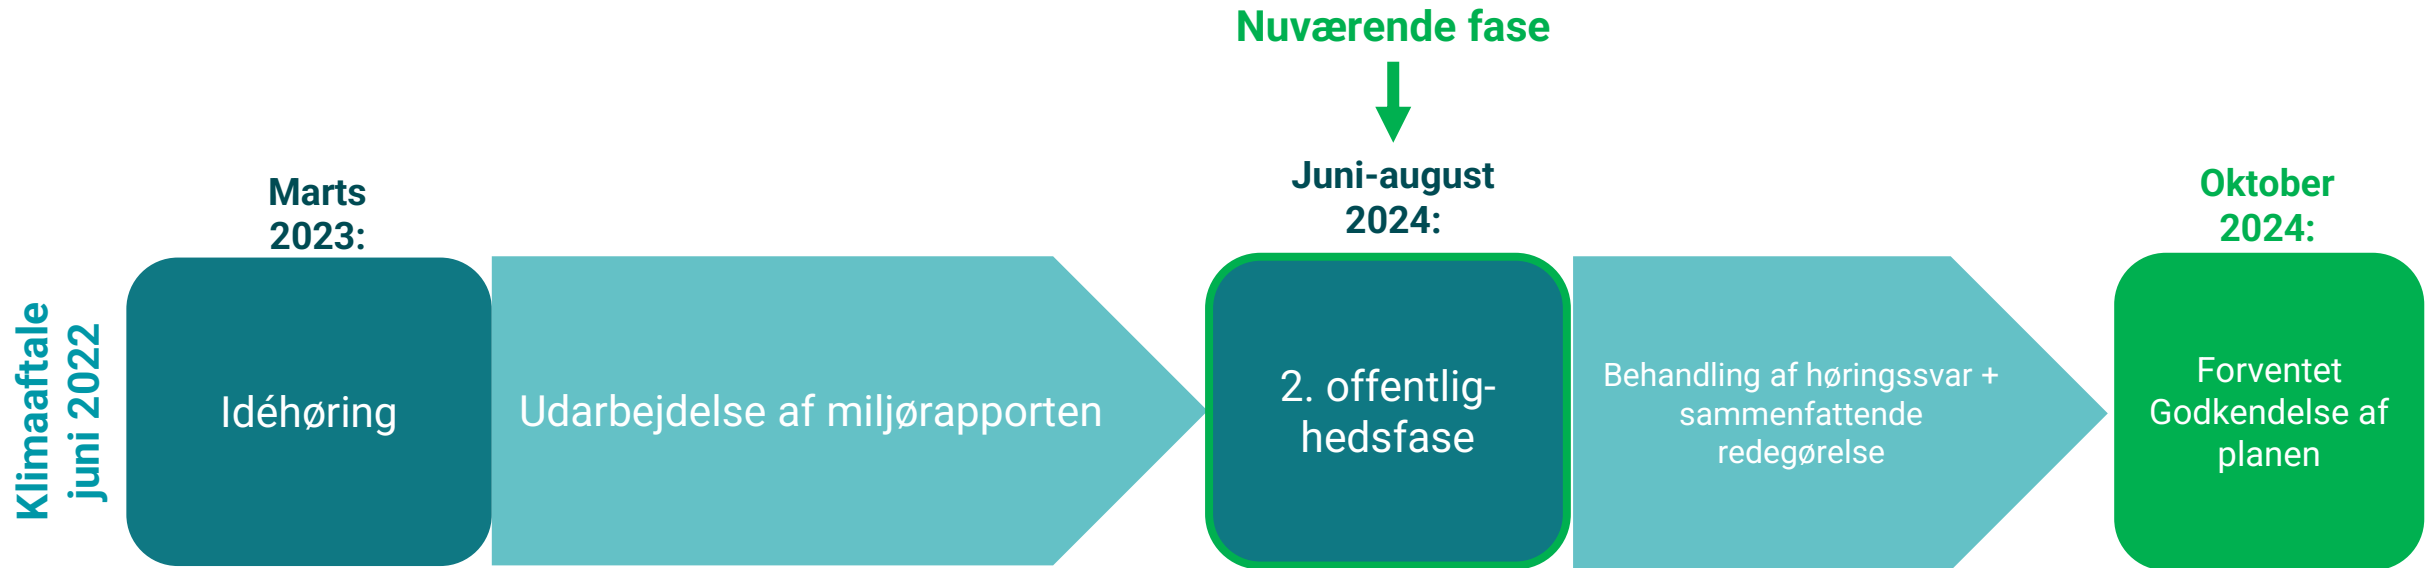 Nuværende fase
Klimaaftale
juni 2022
Marts
2023:
Idéhøring
Udarbejdelse af miljørapporten
Juni-august
2024:
2. offentlig-
hedsfase
Behandling af høringssvar +
sammenfattende
redegørelse
Oktober
2024:
Forventet
Godkendelse af
planen